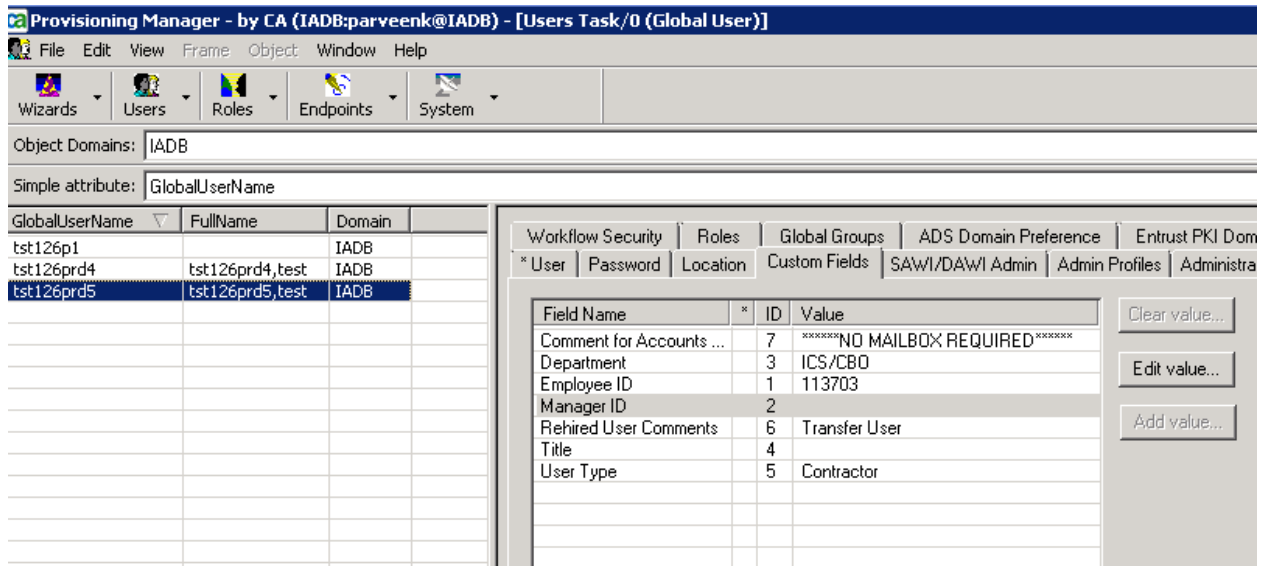 ca Provisioning Manager - by CA (IADB:parveenk@IADB) - [Users Task/0 (Global User)]
File Edit View Frame Object Window Help
Wizards Users Roles Endpoints System
Object Domains: IADB
Simple attribute: GlobalUserName
GlobalUserName FullName Domain
tst126p1 IADB
tst126prd4 tst126prd4,test IADB
tst126prd5 tst126prd5,test IADB
Workflow Security Roles Global Groups ADS Domain Preference Entrust PKI Dom
* User Password Location Custom Fields SAWI/DAWI Admin Admin Profiles Administra
Field Name * ID Value
Comment for Accounts ... 7 ******NO MAILBOX REQUIRED******
Department 3 ICS/CBO
Employee ID 1 113703
Manager ID 2
Rehired User Comments 6 Transfer User
Title 4
User Type 5 Contractor
Clear value...
Edit value...
Add value...